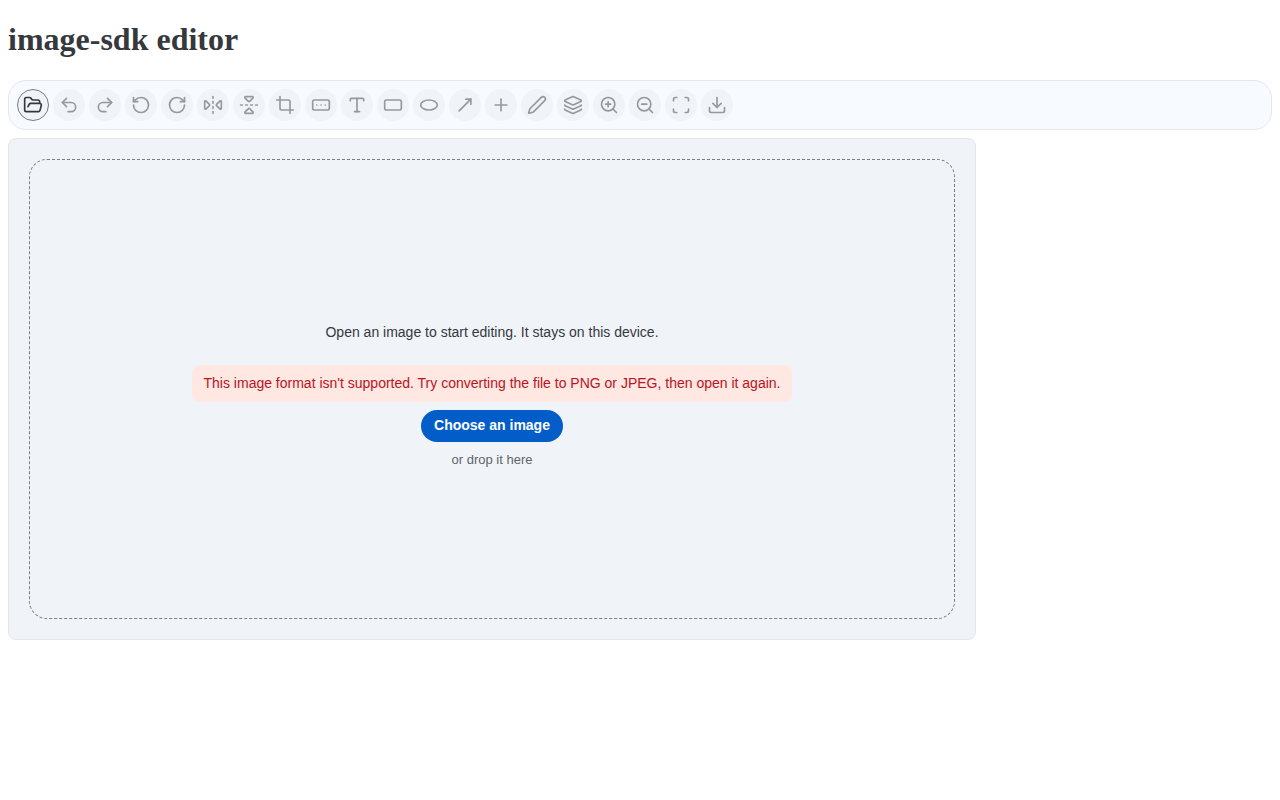 image-sdk editor
Open an image to start editing. It stays on this device.
This image format isn't supported. Try converting the file to PNG or JPEG, then open it again.
Choose an image
or drop it here